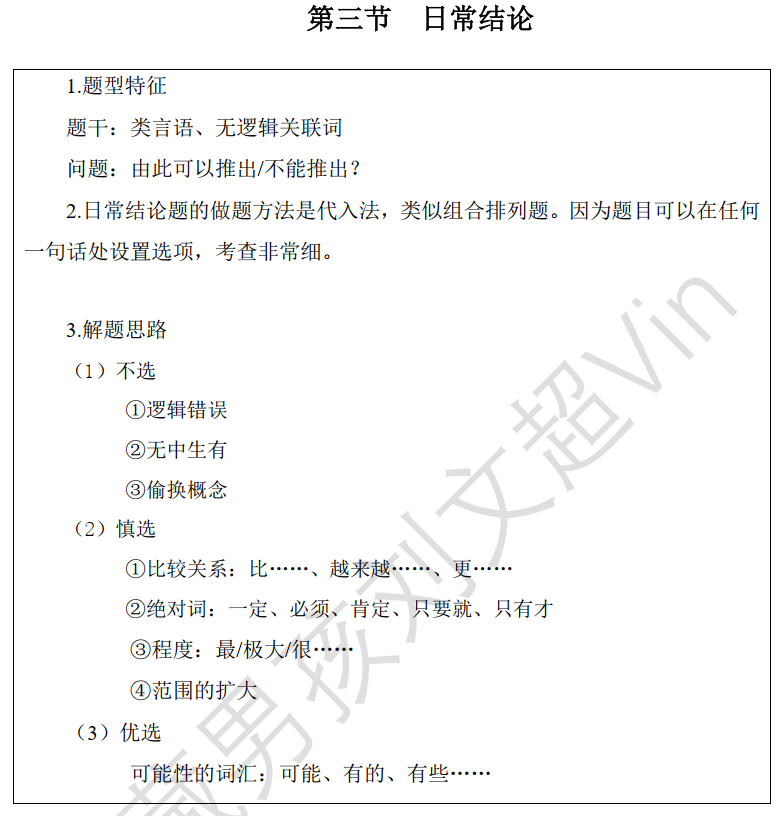 第三节 日常结论
1.题型特征
题干：类言语、无逻辑关联词
问题：由此可以推出/不能推出？
2.日常结论题的做题方法是代入法，类似组合排列题。因为题目可以在任何
一句话处设置选项，考查非常细。
3.解题思路
（1）不选
①逻辑错误
②无中生有
③偷换概念
（2）慎选
①比较关系：比……、越来越……、更……
②绝对词：一定、必须、肯定、只要就、只有才
③程度：最/极大/很……
④范围的扩大
（3）优选
可能性的词汇：可能、有的、有些……
藏男孩刘文超Vin